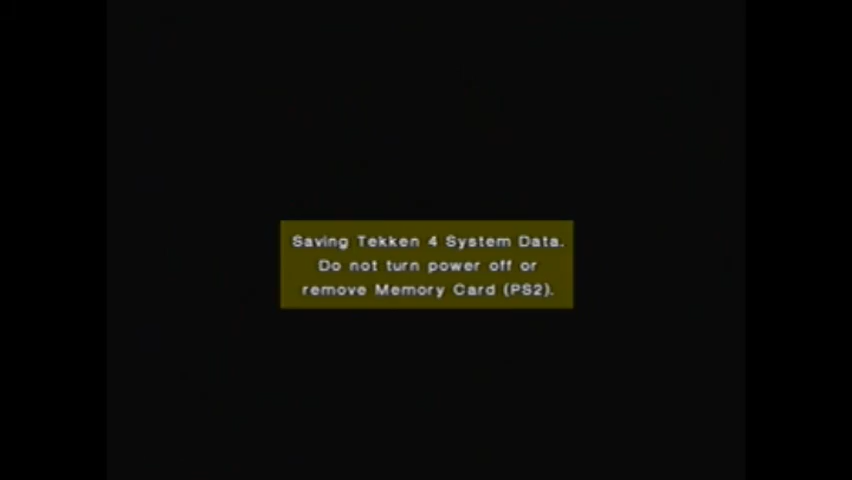 Saving Tekken 4 System Data.
Do not turn power off or
remove Memory Card (PS2).